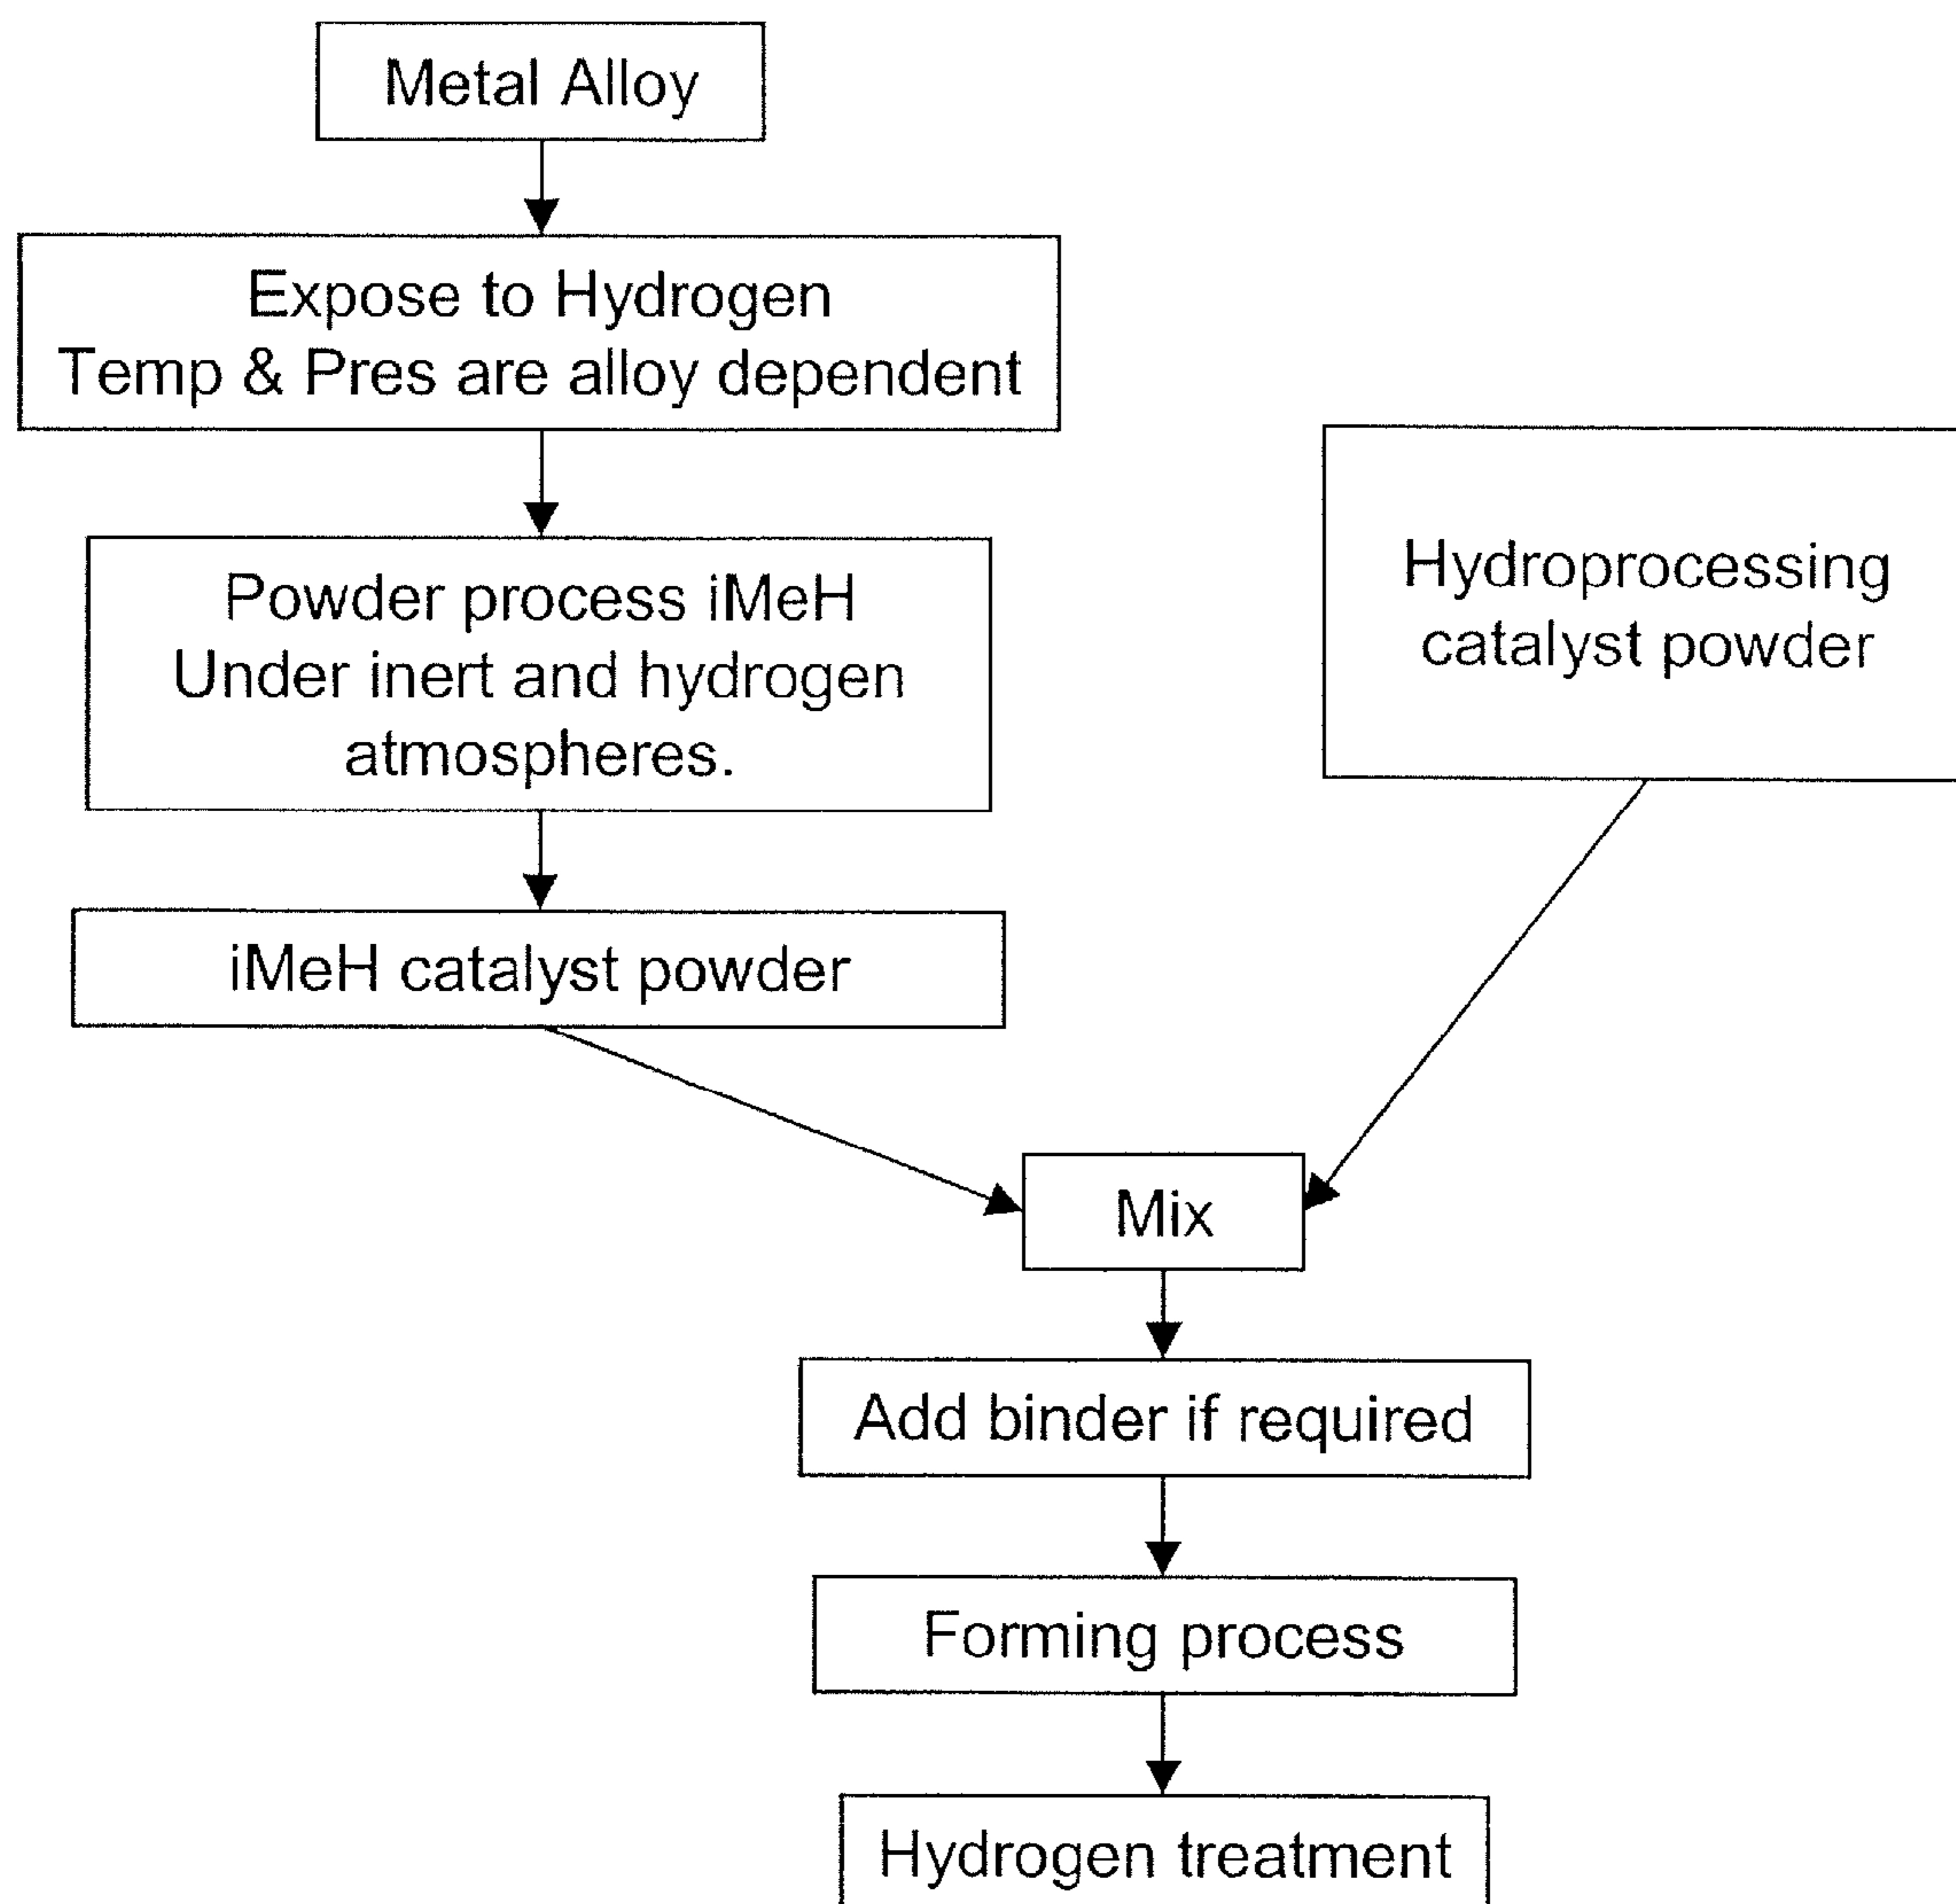 Metal Alloy
Expose to Hydrogen
Temp & Pres are alloy dependent
Powder process iMeH
Under inert and hydrogen
atmospheres.
Hydroprocessing
catalyst powder
iMeH catalyst powder
Mix
Add binder if required
Forming process
Hydrogen treatment